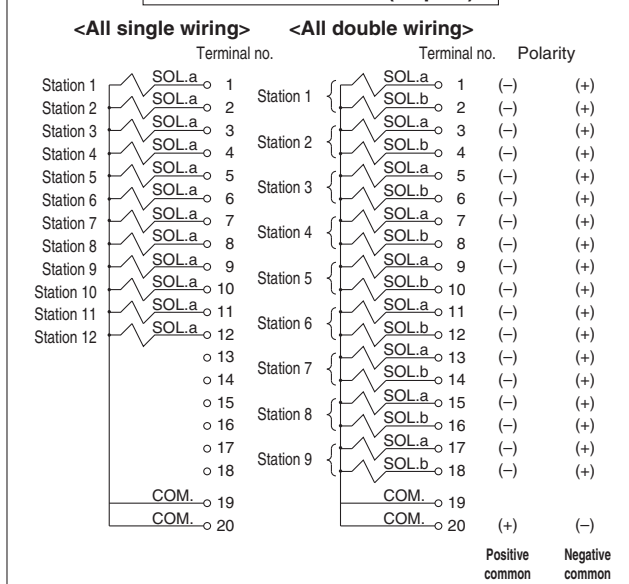 <All single wiring> <All double wiring>
Terminal no. Terminal no. Polarity
Station 1 SOL.a 1 Station 1 SOL.a 1 (–) (+)
Station 2 SOL.a 2 SOL.b 2 (–) (+)
Station 3 SOL.a 3 Station 2 SOL.a 3 (–) (+)
Station 4 SOL.a 4 SOL.b 4 (–) (+)
Station 5 SOL.a 5 Station 3 SOL.a 5 (–) (+)
Station 6 SOL.a 6 SOL.b 6 (–) (+)
Station 7 SOL.a 7 Station 4 SOL.a 7 (–) (+)
Station 8 SOL.a 8 SOL.b 8 (–) (+)
Station 9 SOL.a 9 Station 5 SOL.a 9 (–) (+)
Station 10 SOL.a 10 SOL.b 10 (–) (+)
Station 11 SOL.a 11 Station 6 SOL.a 11 (–) (+)
Station 12 SOL.a 12 SOL.b 12 (–) (+)
13 Station 7 SOL.a 13 (–) (+)
14 SOL.b 14 (–) (+)
15 Station 8 SOL.a 15 (–) (+)
16 SOL.b 16 (–) (+)
17 Station 9 SOL.a 17 (–) (+)
18 SOL.b 18 (–) (+)
COM. 19 COM. 19
COM. 20 COM. 20 (+) (–)
Positive Negative
common common